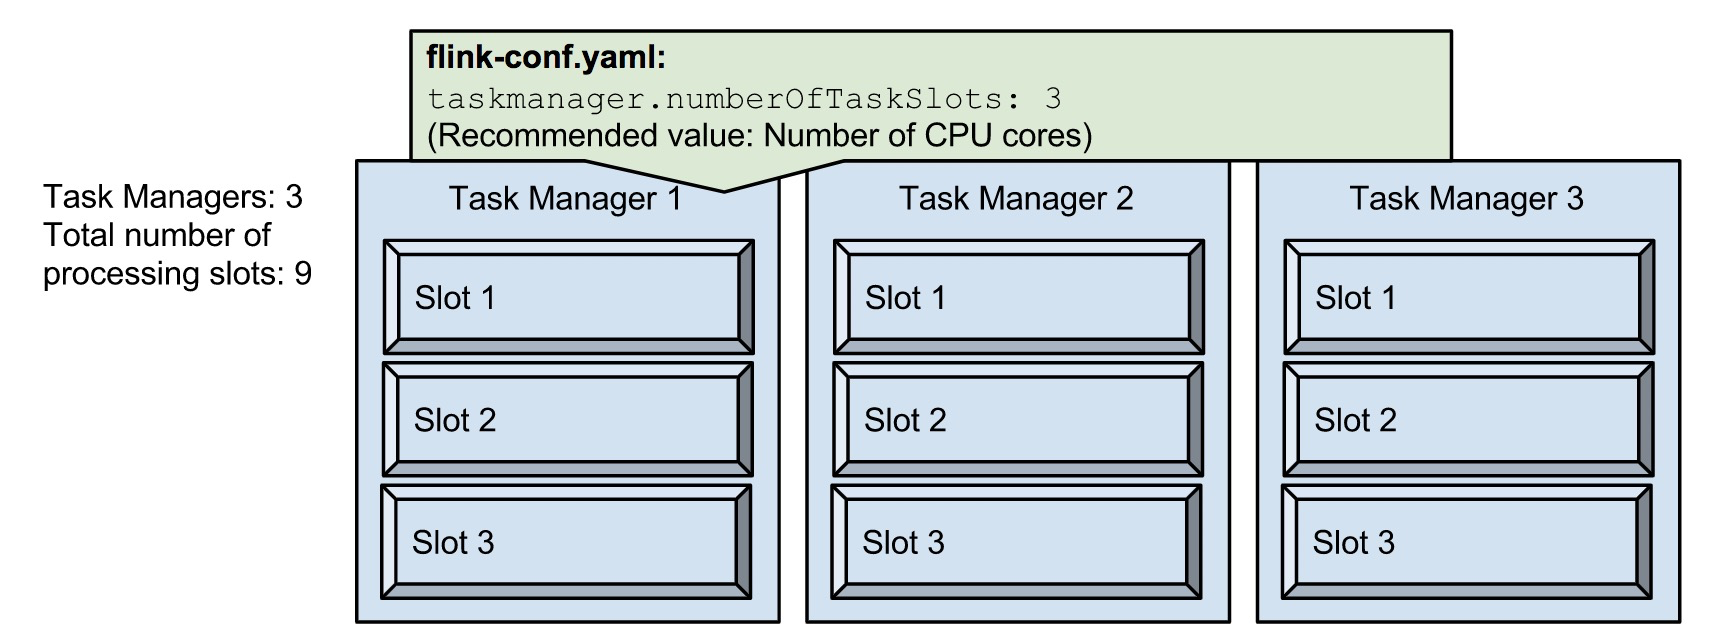 flink-conf.yaml:
taskmanager.numberOfTaskSlots: 3
(Recommended value: Number of CPU cores)
Task Managers: 3
Total number of
processing slots: 9
Task Manager 1
Slot 1
Slot 2
Slot 3
Task Manager 2
Slot 1
Slot 2
Slot 3
Task Manager 3
Slot 1
Slot 2
Slot 3